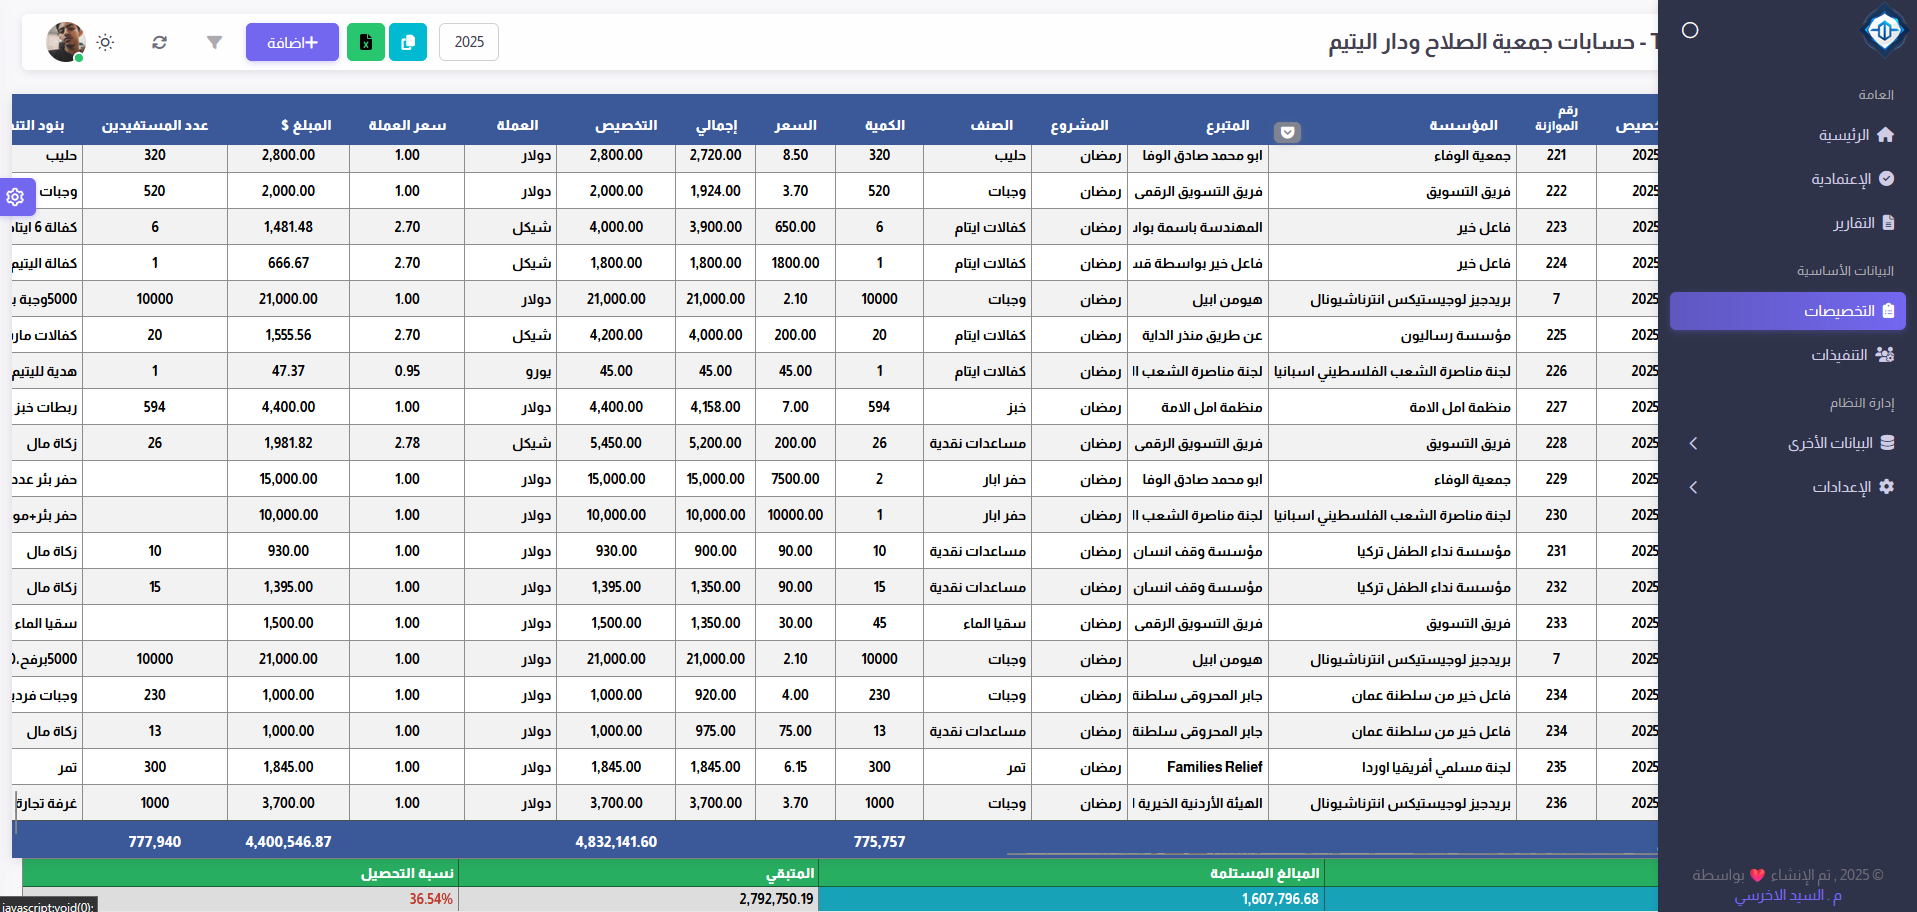 T - حسابات جمعية الصلاح ودار اليتيم
2025
اضافة
العامة
الرئيسية
الإعتمادية
التقارير
البيانات الأساسية
التخصيصات
التنفيذات
إدارة النظام
البيانات الأخرى
الإعدادات
© 2025 , تم الإنشاء ❤️ بواسطة
م . السيد الاخرسي
رقم الموازنة المؤسسة المتبرع المشروع الصنف الكمية السعر إجمالي التخصيص العملة سعر العملة المبلغ $ عدد المستفيدين بنود
2025 221 جمعية الوفاء ابو محمد صادق الوفا رمضان حليب 320 8.50 2,720.00 2,800.00 دولار 1.00 2,800.00 320 حليب
2025 222 فريق التسويق فريق التسويق الرقمى رمضان وجبات 520 3.70 1,924.00 2,000.00 دولار 1.00 2,000.00 520 وجبات
2025 223 فاعل خير المهندسة باسمة رمضان كفالات ايتام 6 650.00 3,900.00 4,000.00 شيكل 2.70 1,481.48 6 كفالة 6
2025 224 فاعل خير فاعل خير بواسطة رمضان كفالات ايتام 1 1800.00 1,800.00 1,800.00 شيكل 2.70 666.67 1 كفالة اليتيم
2025 7 بريدجيز لوجيستيكس انترناشيونال هيومن ابيل رمضان وجبات 10000 2.10 21,000.00 21,000.00 دولار 1.00 21,000.00 10000 5000وجبة
2025 225 مؤسسة رساليون عن طريق منذر الداية رمضان كفالات ايتام 20 200.00 4,000.00 4,200.00 شيكل 2.70 1,555.56 20 كفالات
2025 226 لجنة مناصرة الشعب الفلسطيني اسبانيا لجنة مناصرة الشعب رمضان كفالات ايتام 1 45.00 45.00 45.00 يورو 0.95 47.37 1 هدية لليتيم
2025 227 منظمة امل الامة منظمة امل الامة رمضان خبز 594 7.00 4,158.00 4,400.00 دولار 1.00 4,400.00 594 ربطات خبز
2025 228 فريق التسويق فريق التسويق الرقمى رمضان مساعدات نقدية 26 200.00 5,200.00 5,450.00 شيكل 2.78 1,981.82 26 زكاة مال
2025 229 جمعية الوفاء ابو محمد صادق الوفا رمضان حفر ابار 2 7500.00 15,000.00 15,000.00 دولار 1.00 15,000.00 حفر بئر عدد
2025 230 لجنة مناصرة الشعب الفلسطيني اسبانيا لجنة مناصرة الشعب رمضان حفر ابار 1 10000.00 10,000.00 10,000.00 دولار 1.00 10,000.00 حفر بئر+مو
2025 231 مؤسسة نداء الطفل تركيا مؤسسة وقف انسان رمضان مساعدات نقدية 10 90.00 900.00 930.00 دولار 1.00 930.00 10 زكاة مال
2025 232 مؤسسة نداء الطفل تركيا مؤسسة وقف انسان رمضان مساعدات نقدية 15 90.00 1,350.00 1,395.00 دولار 1.00 1,395.00 15 زكاة مال
2025 233 فريق التسويق فريق التسويق الرقمى رمضان سقيا الماء 45 30.00 1,350.00 1,500.00 دولار 1.00 1,500.00 سقيا الماء
2025 7 بريدجيز لوجيستيكس انترناشيونال هيومن ابيل رمضان وجبات 10000 2.10 21,000.00 21,000.00 دولار 1.00 21,000.00 10000 5000برفح
2025 234 فاعل خير من سلطنة عمان جابر المحروقى سلطنة رمضان وجبات 230 4.00 920.00 1,000.00 دولار 1.00 1,000.00 230 وجبات
2025 234 فاعل خير من سلطنة عمان جابر المحروقى سلطنة رمضان مساعدات نقدية 13 75.00 975.00 1,000.00 دولار 1.00 1,000.00 13 زكاة مال
2025 235 لجنة مسلمي أفريقيا اوردا Families Relief رمضان تمر 300 6.15 1,845.00 1,845.00 دولار 1.00 1,845.00 300 تمر
2025 236 بريدجيز لوجيستيكس انترناشيونال الهيئة الأردنية الخيرية رمضان وجبات 1000 3.70 3,700.00 3,700.00 دولار 1.00 3,700.00 1000 غرفة تجارة
775,757 4,832,141.60 4,400,546.87 777,940
المبالغ المستلمة المتبقي نسبة التحصيل
1,607,796.68 2,792,750.19 36.54%
javascript:void(0);